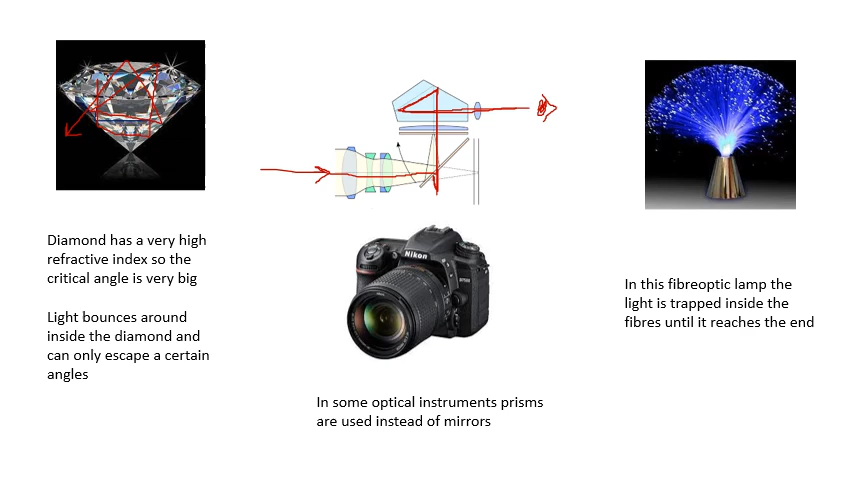 Diamond has a very high
refractive index so the
critical angle is very big
Light bounces around
inside the diamond and
can only escape a certain
angles
Nikon
In some optical instruments prisms
are used instead of mirrors
In this fibreoptic lamp the
light is trapped inside the
fibres until it reaches the end